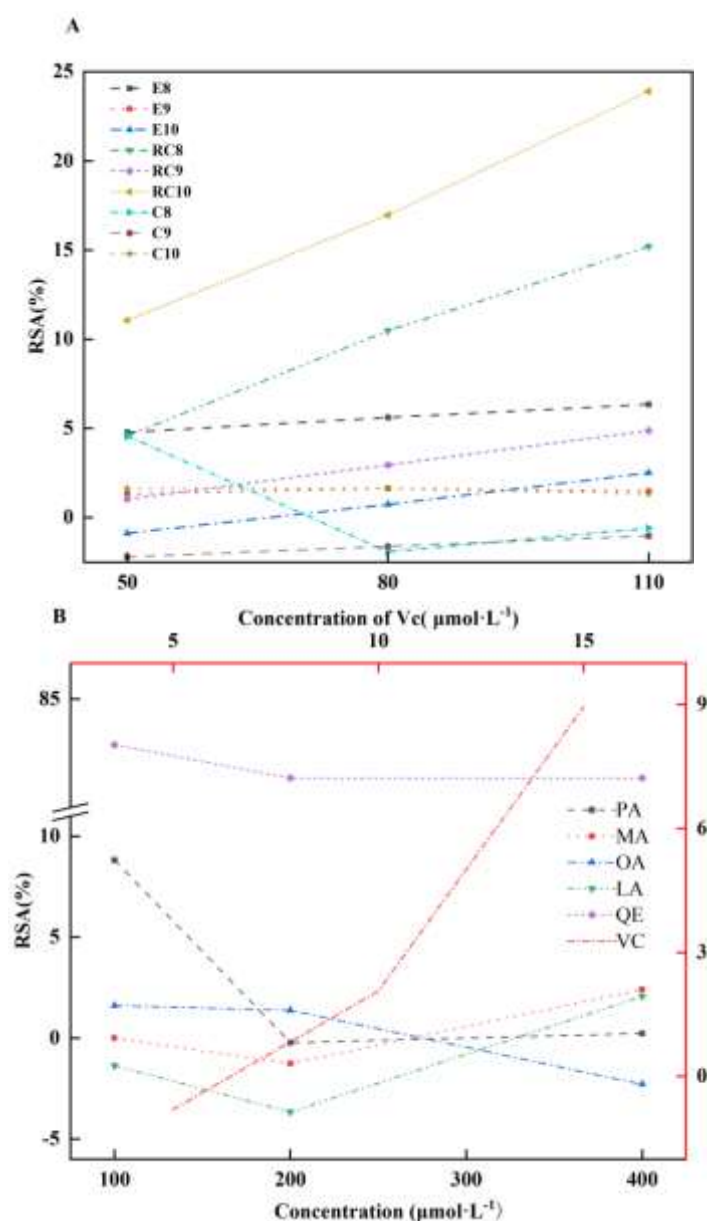 A
25
20
15
10
5
0
RSA(%)
E8
E9
E10
RC8
RC9
RC10
C8
C9
C10
50 80 110
Concentration of Vc( μmol·L⁻¹)
B
5 10 15
85
10
5
0
-5
RSA(%)
9
6
3
0
PA
MA
OA
LA
QE
VC
100 200 300 400
Concentration (μmol·L⁻¹)